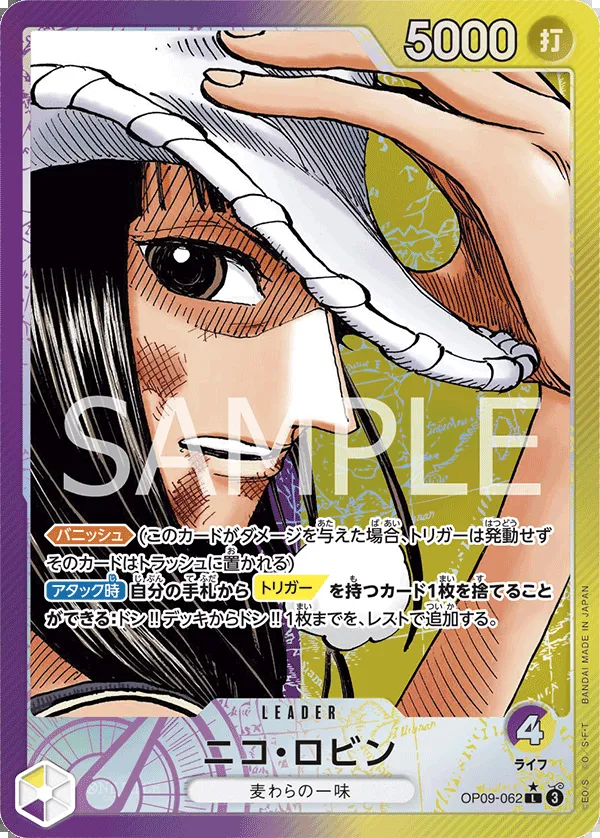 5000 打
SAMPLE
バニッシュ (このカードがダメージを与えた場合、トリガーは発動せず
そのカードはトラッシュに置かれる)
アタック時 自分の手札から トリガー を持つカード1枚を捨てること
ができる:ドン!!デッキからドン!!1枚までを、レストで追加する。
LEADER
ニコ・ロビン
麦わらの一味
4
ライフ
OP09-062 L 3
©E.O/S ©O, S・F・T BANDAI MADE IN JAPAN